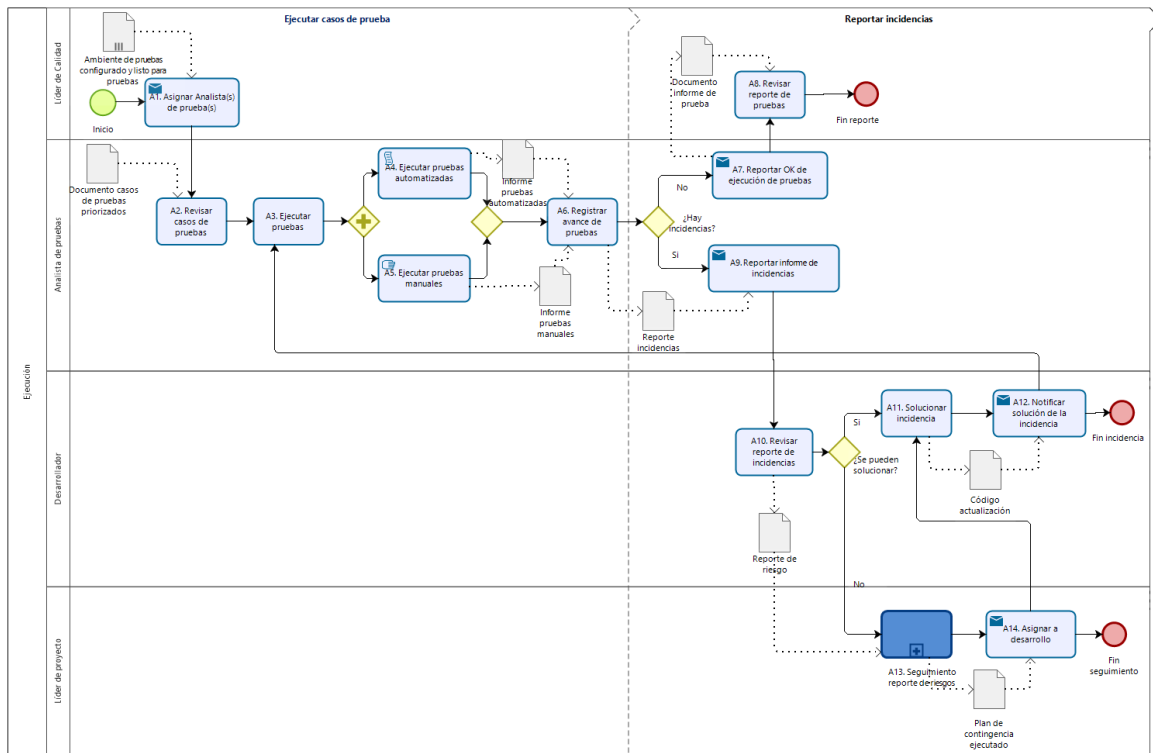 Ejecutar casos de prueba
Reportar incidencias
Ejecución
Líder de Calidad
Ambiente de pruebas
configurado y listo para
pruebas
Inicio
A1. Asignar Analista(s)
de prueba(s)
Documento
informe de
prueba
A8. Revisar
reporte de
pruebas
Fin reporte
Analista de pruebas
Documento casos
de pruebas
priorizados
A2. Revisar
casos de
pruebas
A3. Ejecutar
pruebas
A4. Ejecutar pruebas
automatizadas
A5. Ejecutar pruebas
manuales
Informe
pruebas
automatizadas
Informe
pruebas
manuales
A6. Registrar
avance de
pruebas
¿Hay
incidencias?
No
Si
A7. Reportar OK de
ejecución de pruebas
A9. Reportar informe de
incidencias
Reporte
incidencias
Desarrollador
A10. Revisar
reporte de
incidencias
¿Se pueden
solucionar?
Si
No
A11. Solucionar
incidencia
A12. Notificar
solución de la
incidencia
Fin incidencia
Código
actualización
Reporte de
riesgo
Líder de proyecto
A13. Seguimiento
reporte de riesgos
A14. Asignar a
desarrollo
Fin
seguimiento
Plan de
contingencia
ejecutado